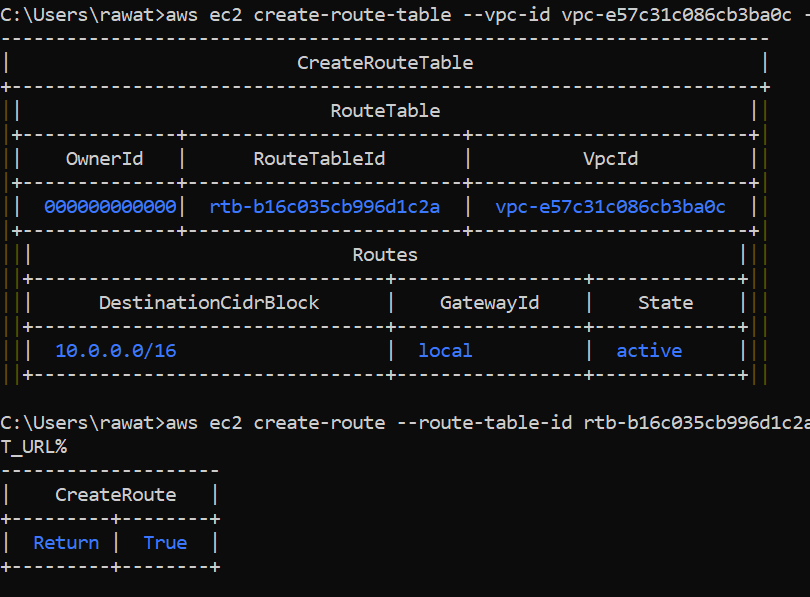 C:\Users\rawat>aws ec2 create-route-table --vpc-id vpc-e57c31c086cb3ba0c -
CreateRouteTable
RouteTable
OwnerId | RouteTableId | VpcId
000000000000 | rtb-b16c035cb996d1c2a | vpc-e57c31c086cb3ba0c
Routes
DestinationCidrBlock | GatewayId | State
10.0.0.0/16 | local | active
C:\Users\rawat>aws ec2 create-route --route-table-id rtb-b16c035cb996d1c2a
T_URL%
CreateRoute
Return | True